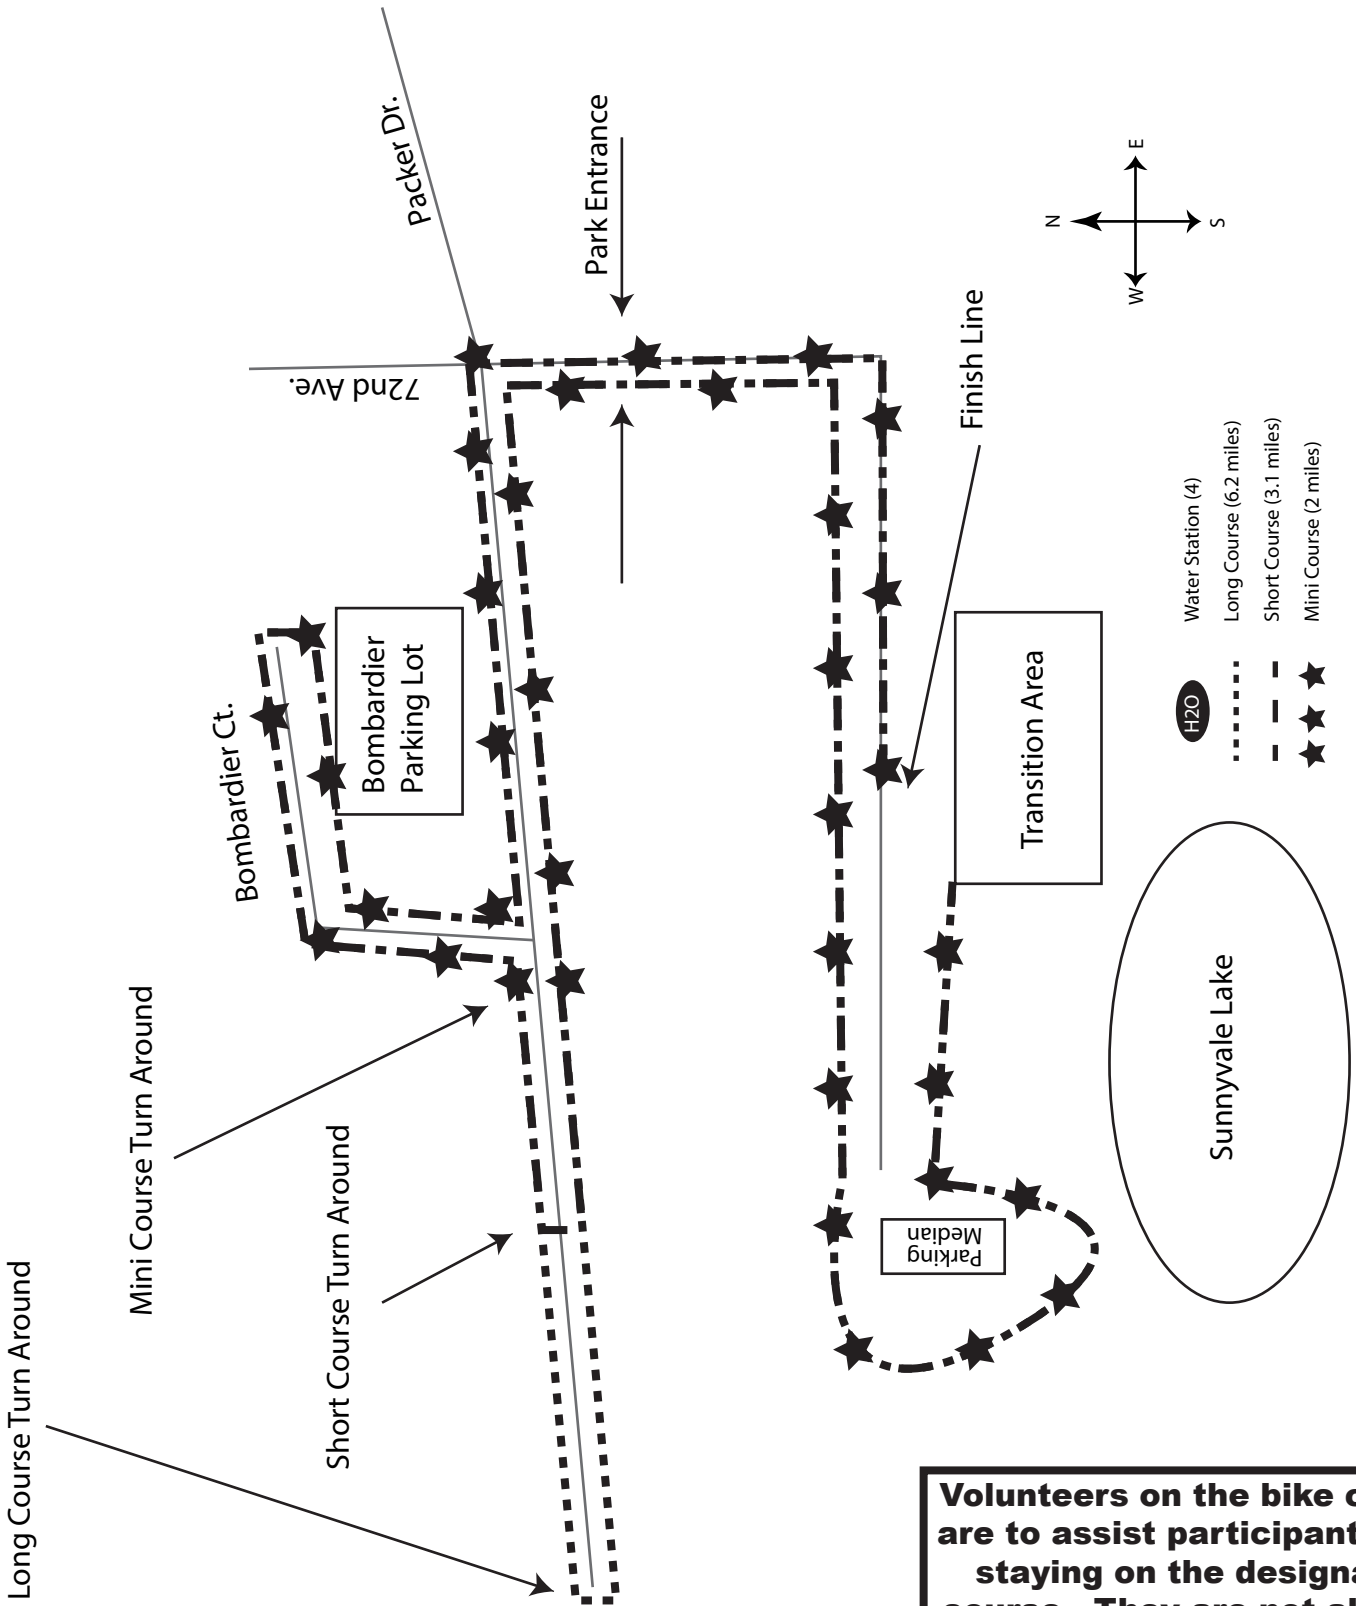 Long Course Turn Around
Mini Course Turn Around
Short Course Turn Around
Bombardier Ct.
Bombardier
Parking Lot
72nd Ave.
Packer Dr.
Park Entrance
Finish Line
Transition Area
Parking
Median
Sunnyvale Lake
N
W
E
S
H2O
Water Station (4)
Long Course (6.2 miles)
Short Course (3.1 miles)
Mini Course (2 miles)
Volunteers on the bike
are to assist participant
staying on the